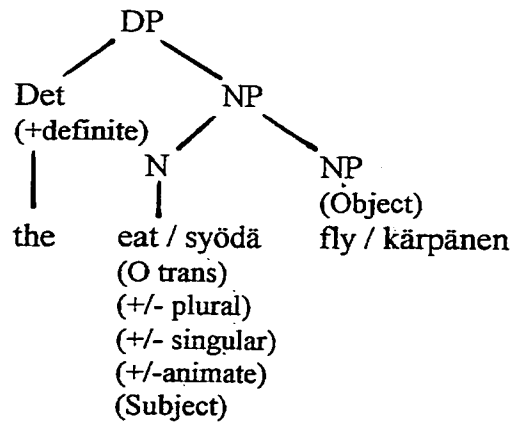 DP
Det NP
(+definite)
N NP
(Object)
the eat / syödä fly / kärpänen
(O trans)
(+/- plural)
(+/- singular)
(+/-animate)
(Subject)